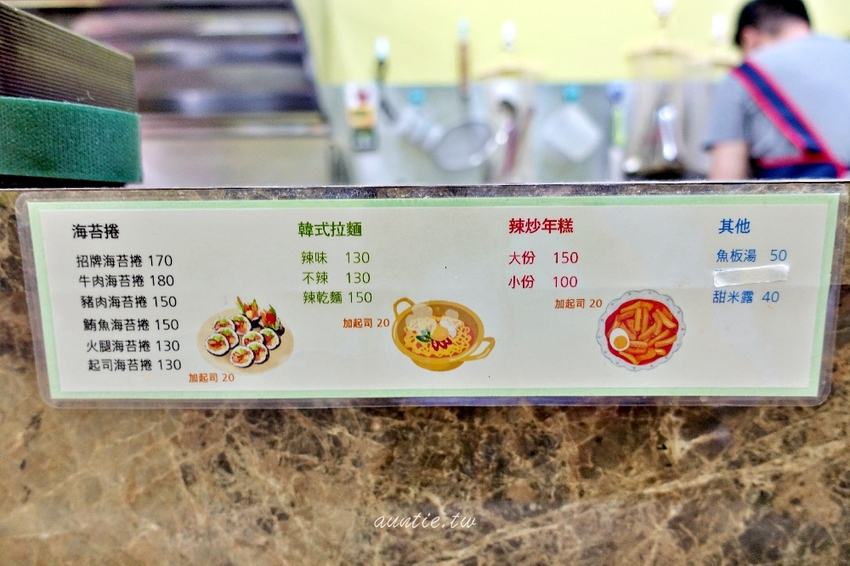 海苔捲
招牌海苔捲 170
牛肉海苔捲 180
豬肉海苔捲 150
鮪魚海苔捲 150
火腿海苔捲 130
起司海苔捲 130
加起司 20
韓式拉麵
辣味 130
不辣 130
辣乾麵 150
加起司 20
辣炒年糕
大份 150
小份 100
加起司 20
其他
魚板湯 50
甜米露 40
auntie.tw